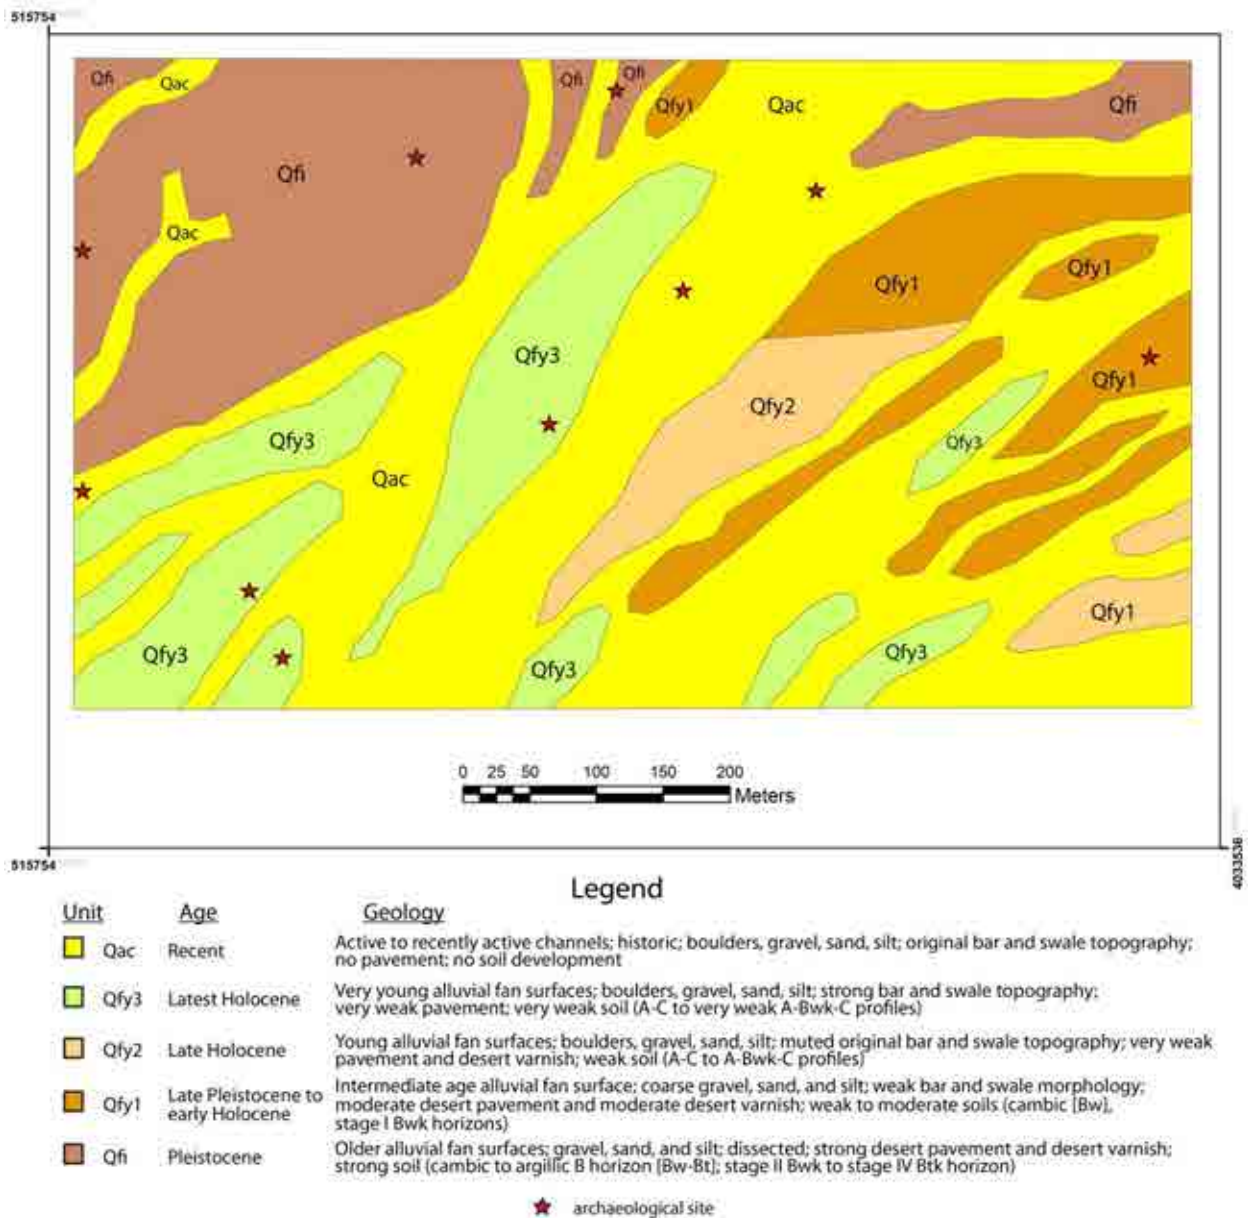 515754
Qfi
Qac
Qfi
Qfi
Qfy1
Qac
Qfi
Qfi
Qac
Qfy1
Qfy1
Qfy3
Qfy1
Qfy2
Qfy3
Qfy3
Qac
Qfy1
Qfy3
Qfy3
Qfy3
0 25 50 100 150 200
Meters
515754
4033536
Legend
Unit Age Geology
Qac Recent Active to recently active channels; historic; boulders, gravel, sand, silt; original bar and swale topography;
no pavement; no soil development
Qfy3 Latest Holocene Very young alluvial fan surfaces; boulders, gravel, sand, silt; strong bar and swale topography;
very weak pavement; very weak soil (A-C to very weak A-Bwk-C profiles)
Qfy2 Late Holocene Young alluvial fan surfaces; boulders, gravel, sand, silt; muted original bar and swale topography; very weak
pavement and desert varnish; weak soil (A-C to A-Bwk-C profiles)
Qfy1 Late Pleistocene to early Holocene Intermediate age alluvial fan surface; coarse gravel, sand, and silt; weak bar and swale morphology;
moderate desert pavement and moderate desert varnish; weak to moderate soils (cambic [Bw],
stage I Bwk horizons)
Qfi Pleistocene Older alluvial fan surfaces; gravel, sand, and silt; dissected; strong desert pavement and desert varnish;
strong soil (cambic to argillic B horizon [Bw-Bt]; stage II Bwk to stage IV Btk horizon)
archaeological site